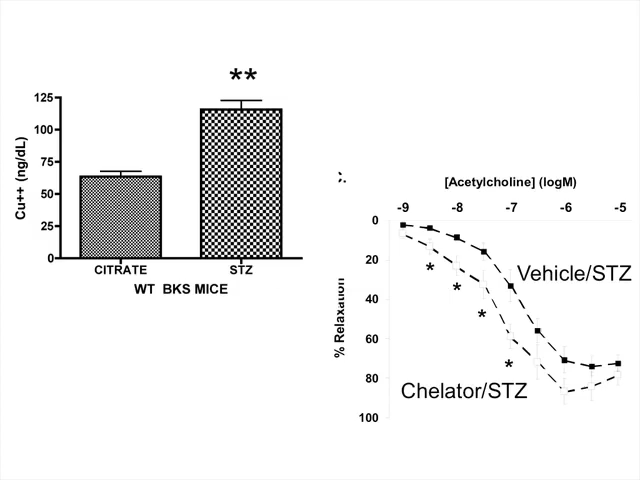 **
125
100
75
50
25
0
Cu++ (ng/dL)
CITRATE STZ
WT BKS MICE
[Acetylcholine] (logM)
-9 -8 -7 -6 -5
0
20
40
60
80
100
% Relaxation
Vehicle/STZ
* * * *
Chelator/STZ